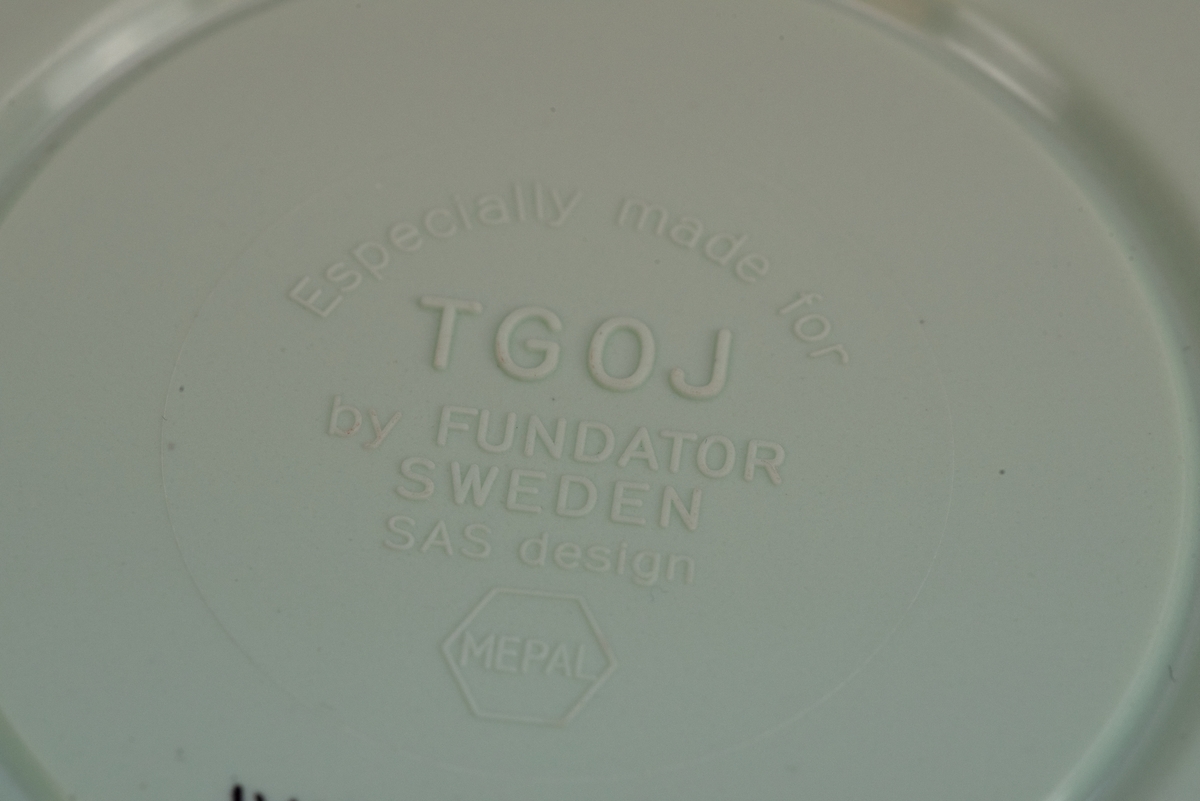 Especially made for
TGOJ
by FUNDATOR
SWEDEN
SAS design
MEPAL